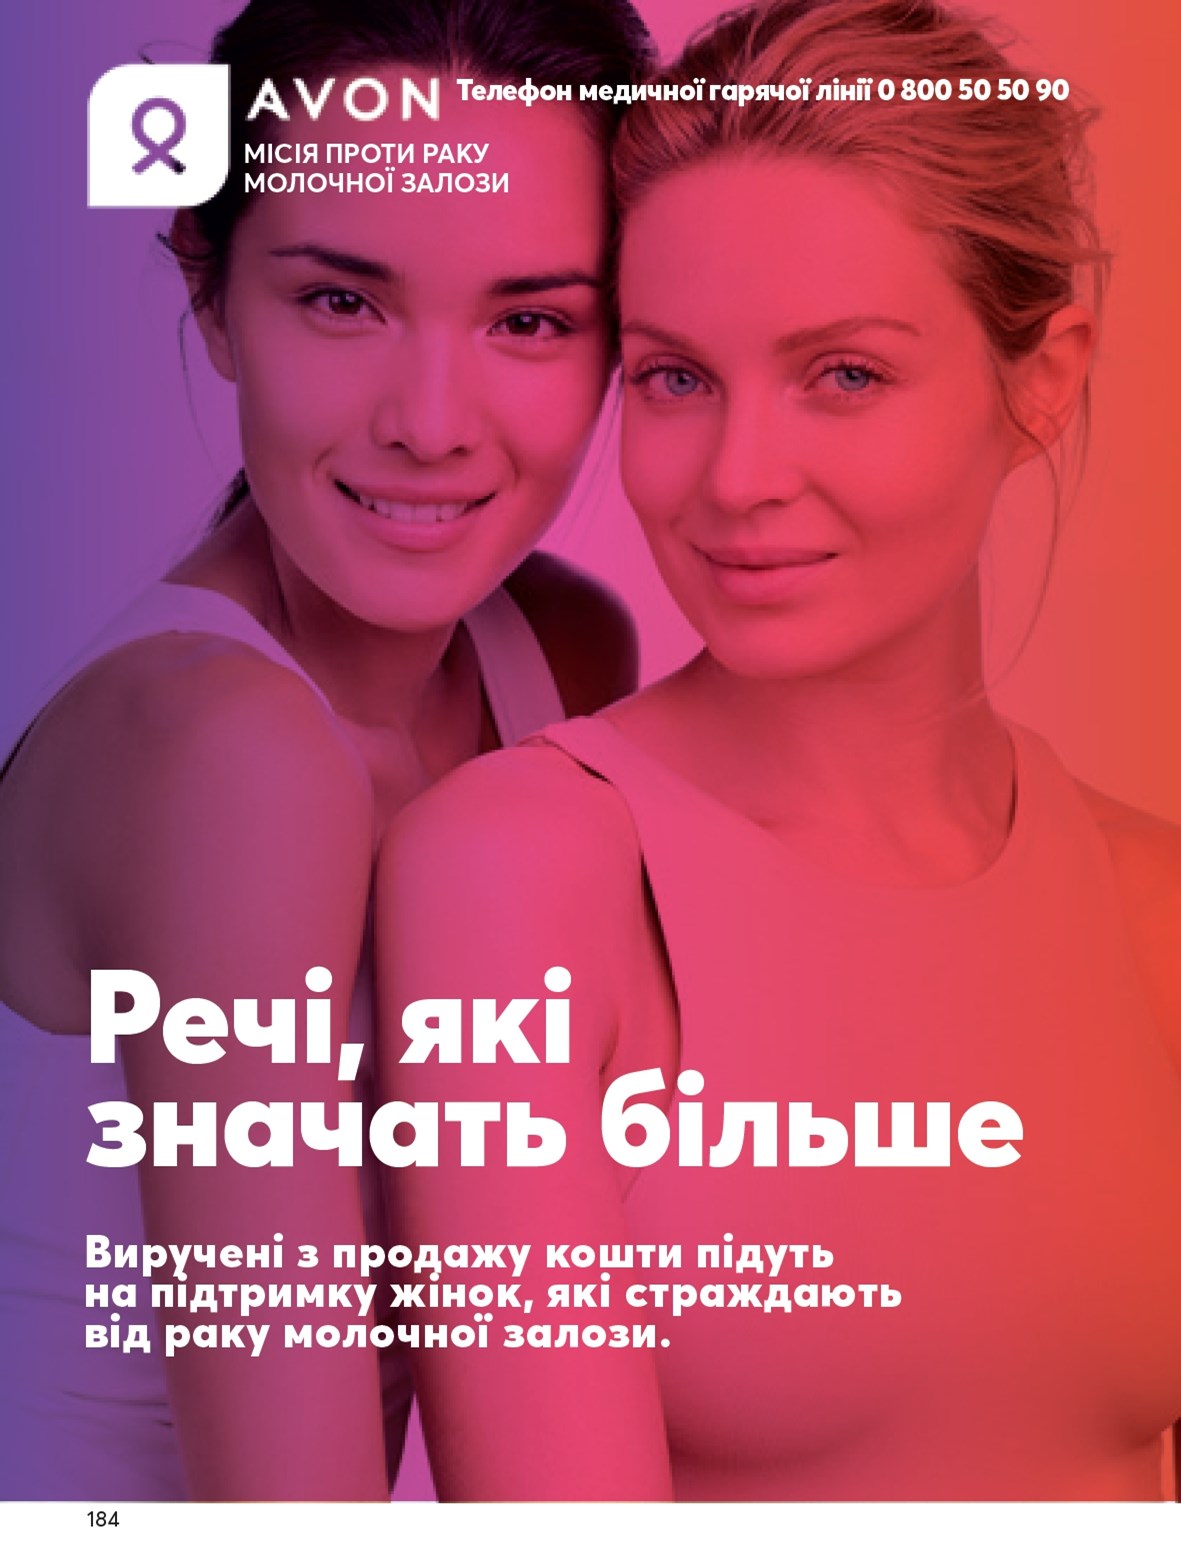 AVON
Телефон медичної гарячої лінії 0 800 50 50 90
МІСІЯ ПРОТИ РАКУ
МОЛОЧНОЇ ЗАЛОЗИ
Речі, які
значать більше
Виручені з продажу кошти підуть
на підтримку жінок, які страждають
від раку молочної залози.
184